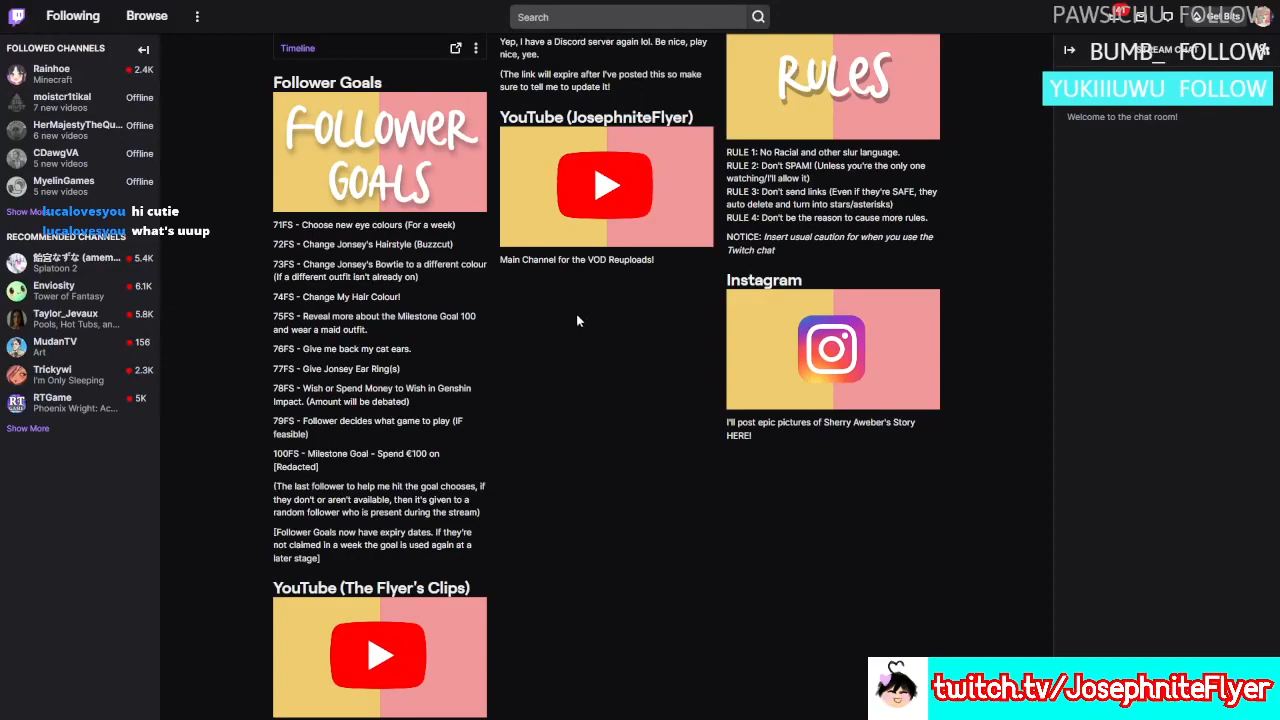 Following
Browse
Search
Get Bits
PAWSICHU FOLLOW
BUMB_ FOLLOW
YUKIIIUWU FOLLOW
FOLLOWED CHANNELS
Rainhoe
2.4K
Minecraft
moistcr1tikal
Offline
7 new videos
HerMajestyTheQu...
Offline
6 new videos
CDawgVA
Offline
5 new videos
MyelinGames
Offline
5 new videos
Show More
lucalovesyou hi cutie
lucalovesyou what's uuup
RECOMMENDED CHANNELS
飴宮なずな (amem...
5.4K
Splatoon 2
Enviosity
6.1K
Tower of Fantasy
Taylor_Jevaux
5.8K
Pools, Hot Tubs, an...
MudanTV
156
Art
Trickywi
2.3K
I'm Only Sleeping
RTGame
5K
Phoenix Wright: Ac...
Show More
Timeline
Follower Goals
FOLLOWER
GOALS
71FS - Choose new eye colours (For a week)
72FS - Change Jonsey's Hairstyle (Buzzcut)
73FS - Change Jonsey's Bowtie to a different colour
(If a different outfit isn't already on)
74FS - Change My Hair Colour!
75FS - Reveal more about the Milestone Goal 100
and wear a maid outfit.
76FS - Give me back my cat ears.
77FS - Give Jonsey Ear Ring(s)
78FS - Wish or Spend Money to Wish in Genshin
Impact. (Amount will be debated)
79FS - Follower decides what game to play (IF
feasible)
100FS - Milestone Goal - Spend €100 on
[Redacted]
(The last follower to help me hit the goal chooses, if
they don't or aren't available, then it's given to a
random follower who is present during the stream)
[Follower Goals now have expiry dates. If they're
not claimed in a week the goal is used again at a
later stage]
YouTube (The Flyer's Clips)
Yep, I have a Discord server again lol. Be nice, play
nice, yee.
(The link will expire after I've posted this so make
sure to tell me to update it!
YouTube (JosephniteFlyer)
Main Channel for the VOD Reuploads!
RULES
RULE 1: No Racial and other slur language.
RULE 2: Don't SPAM! (Unless you're the only one
watching/I'll allow it)
RULE 3: Don't send links (Even if they're SAFE, they
auto delete and turn into stars/asterisks)
RULE 4: Don't be the reason to cause more rules.
NOTICE: Insert usual caution for when you use the
Twitch chat
Instagram
I'll post epic pictures of Sherry Aweber's Story
HERE!
STREAM CHAT
Welcome to the chat room!
twitch.tv/JosephniteFlyer